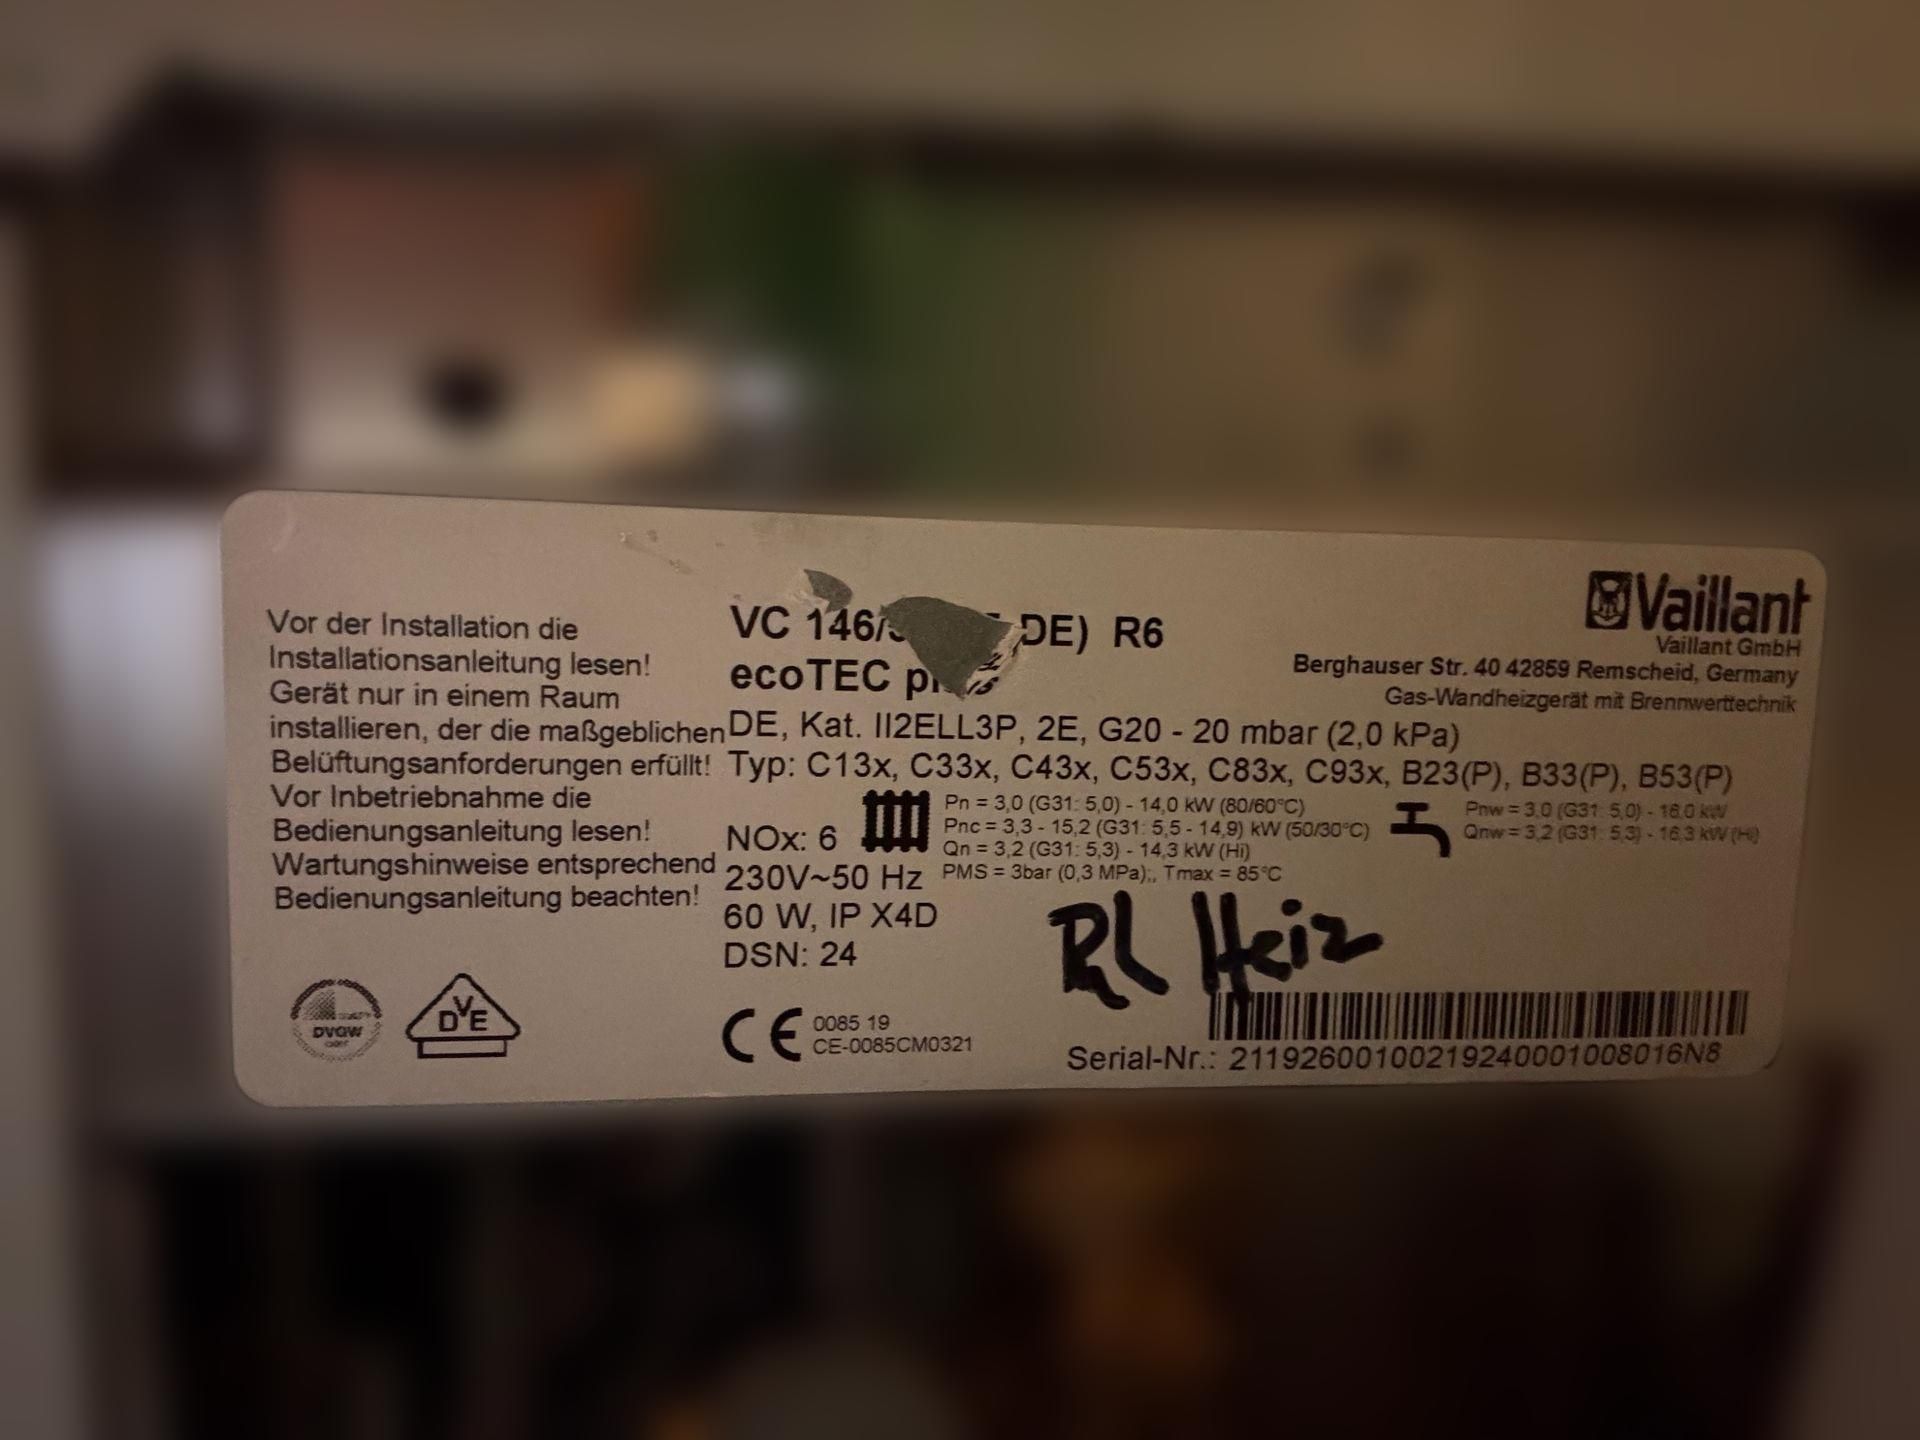 Vaillant
Vaillant GmbH
Berghauser Str. 40 42859 Remscheid, Germany
Gas-Wandheizgerät mit Brennwerttechnik
Vor der Installation die
Installationsanleitung lesen!
Gerät nur in einem Raum
installieren, der die maßgeblichen
Belüftungsanforderungen erfüllt!
Vor Inbetriebnahme die
Bedienungsanleitung lesen!
Wartungshinweise entsprechend
Bedienungsanleitung beachten!
VC 146/ DE) R6
ecoTEC
DE, Kat. II2ELL3P, 2E, G20 - 20 mbar (2,0 kPa)
Typ: C13x, C33x, C43x, C53x, C83x, C93x, B23(P), B33(P), B53(P)
NOx: 6
230V~50 Hz
60 W, IP X4D
DSN: 24
Pn = 3,0 (G31: 5,0) - 14,0 kW (80/60°C)
Pnc = 3,3 - 15,2 (G31: 5,5 - 14,9) kW (50/30°C)
Qn = 3,2 (G31: 5,3) - 14,3 kW (Hi)
PMS = 3bar (0,3 MPa);, Tmax = 85°C
Pnw = 3,0 (G31: 5,0) - 16,0 kW
Qnw = 3,2 (G31: 5,3) - 16,3 kW (Hi)
RL Heiz
DVGW
DVE
CE 0085 19
CE-0085CM0321
Serial-Nr.: 21192600100219240001008016N8